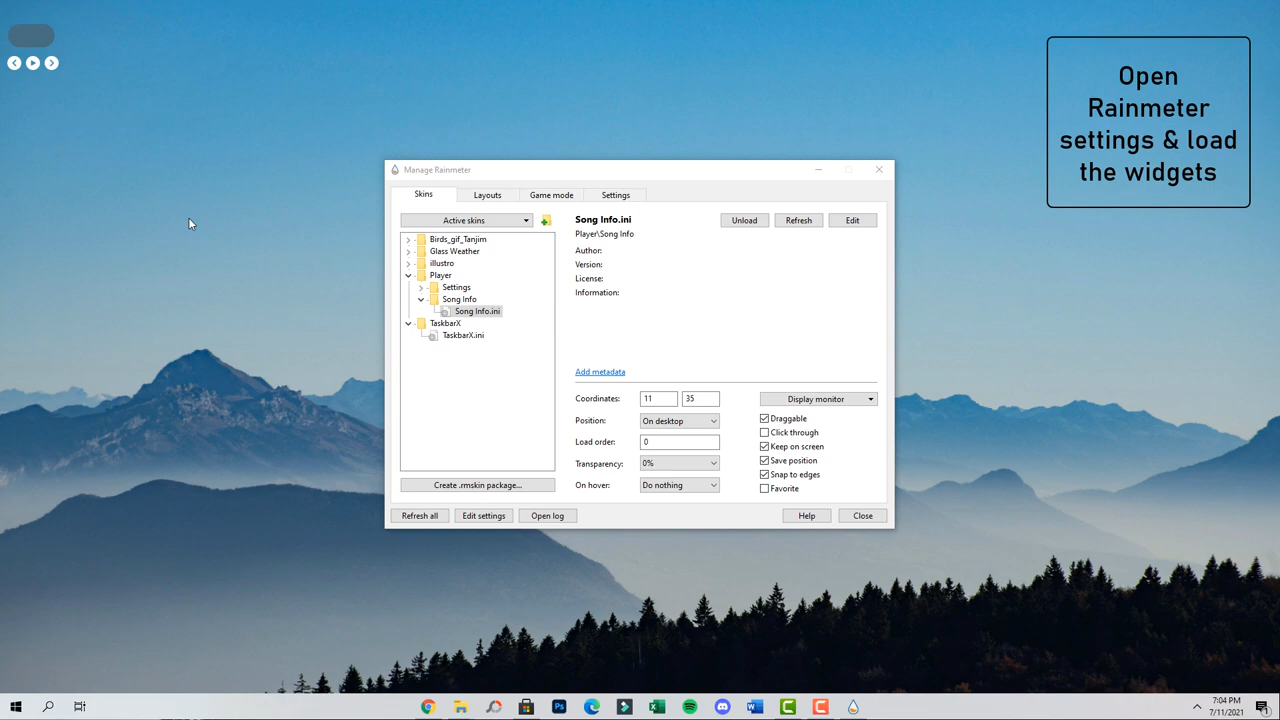 Open
Rainmeter
settings & load
the widgets
Manage Rainmeter
Skins Layouts Game mode Settings
Active skins
Birds_gif_Tanjim
Glass Weather
illustro
Player
Settings
Song Info
Song Info.ini
TaskbarX
TaskbarX.ini
Create .rmskin package...
Song Info.ini
Unload Refresh Edit
Player\Song Info
Author:
Version:
License:
Information:
Add metadata
Coordinates: 11 35
Position: On desktop
Load order: 0
Transparency: 0%
On hover: Do nothing
Display monitor
Draggable
Click through
Keep on screen
Save position
Snap to edges
Favorite
Refresh all Edit settings Open log Help Close
7:04 PM
7/11/2021